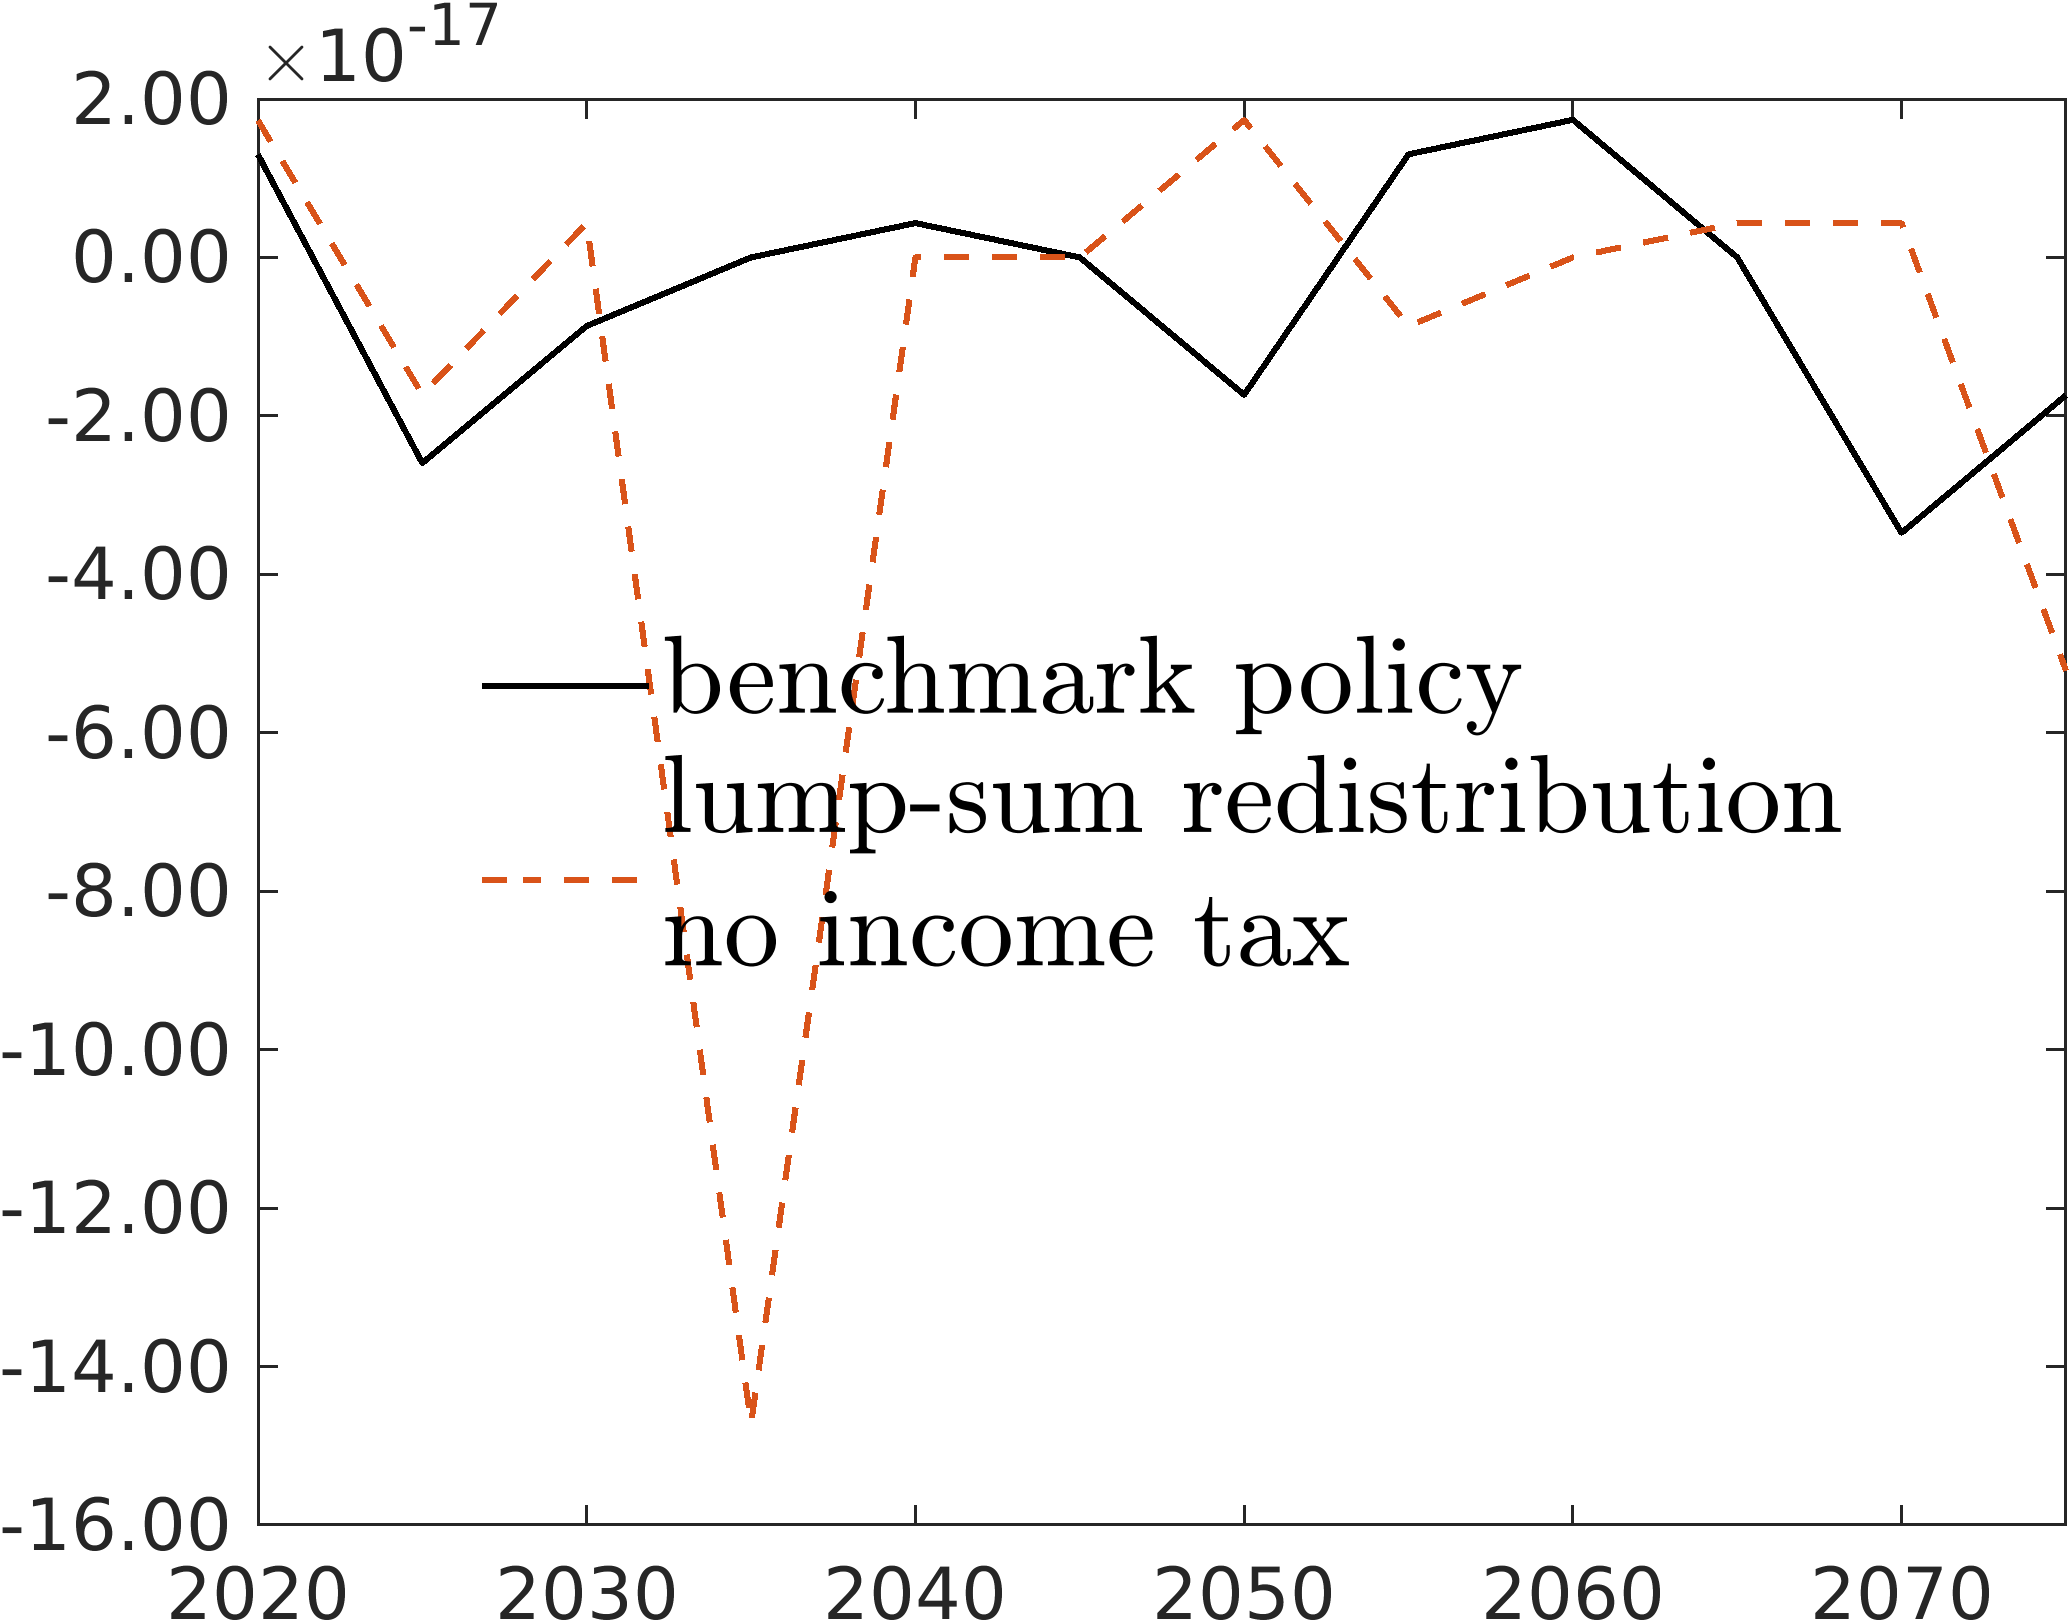 ×10-17
2.00
0.00
-2.00
-4.00
-6.00
-8.00
-10.00
-12.00
-14.00
-16.00
benchmark policy
lump-sum redistribution
no income tax
2020 2030 2040 2050 2060 2070